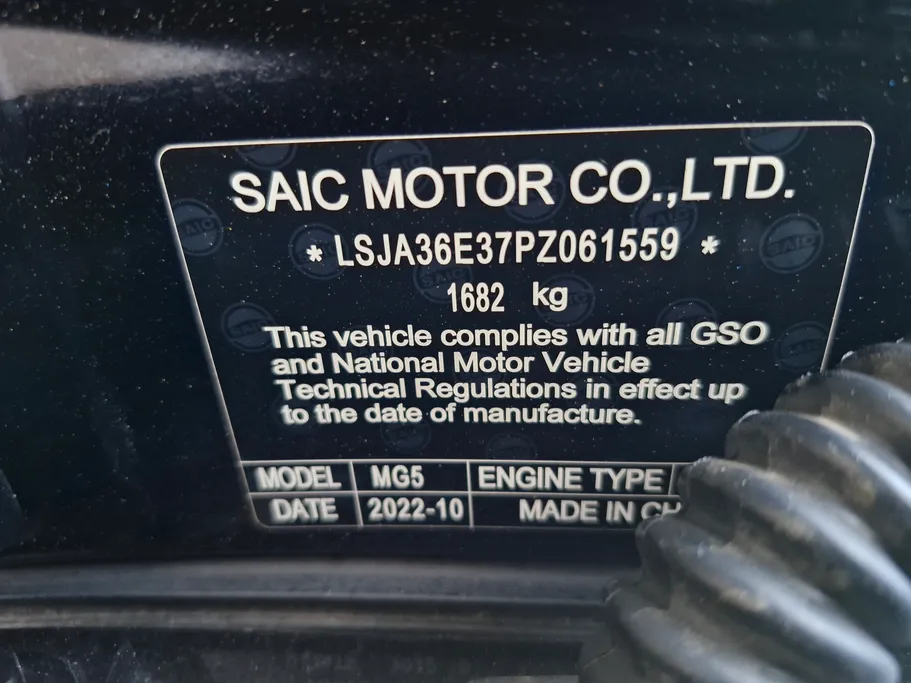 SAIC MOTOR CO.,LTD.
* LSJA36E37PZ061559 *
1682 kg
This vehicle complies with all GSO
and National Motor Vehicle
Technical Regulations in effect up
to the date of manufacture.
MODEL MG5 ENGINE TYPE
DATE 2022-10 MADE IN CH